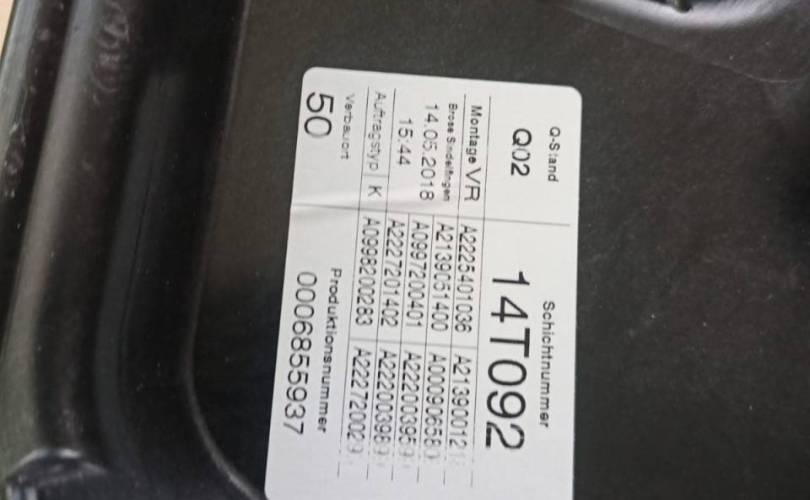 Q-Stand Schichtnummer
Q02 14T092
Montage VR A2225401036
Brose Sindelfingen A2139061400
14.05.2018 A0997200401
15:44 A2227201402
Auftragstyp K A0998200283
Verbauort Produktionsnummer
50 0006855937